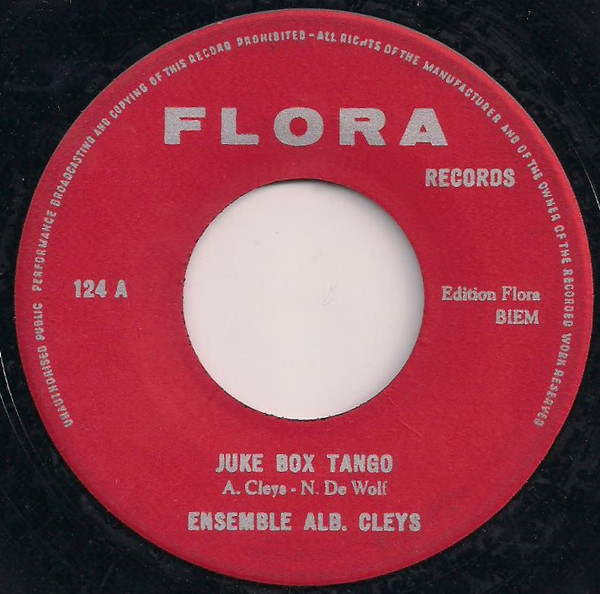 UNAUTHORISED PUBLIC PERFORMANCE BROADCASTING AND COPYING OF THIS RECORD PROHIBITED - ALL RIGHTS OF THE MANUFACTURER AND OF THE OWNER OF THE RECORDED WORK RESERVED
FLORA
RECORDS
124 A
Edition Flora
BIEM
JUKE BOX TANGO
A. Cleys - N. De Wolf
ENSEMBLE ALB. CLEYS